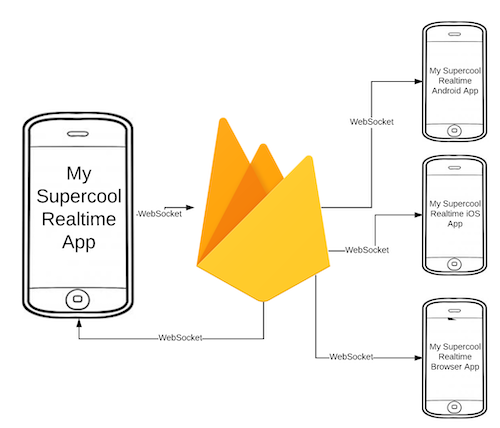 My
Supercool
Realtime
App
WebSocket
WebSocket
WebSocket
My Supercool
Realtime
Android App
WebSocket
My Supercool
Realtime iOS
App
WebSocket
My Supercool
Realtime
Browser App